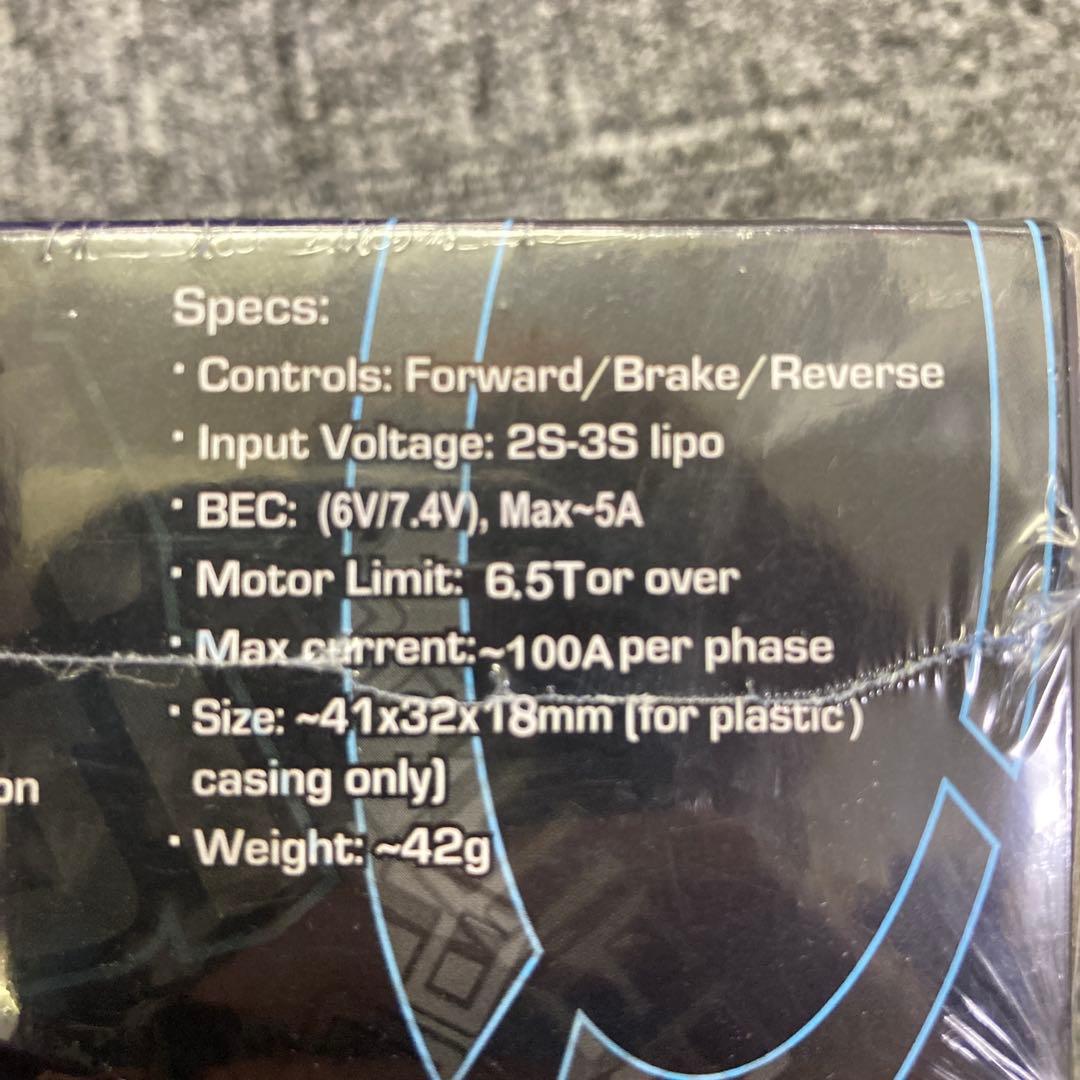 Specs:
· Controls: Forward/Brake/Reverse
· Input Voltage: 2S-3S lipo
· BEC: (6V/7.4V), Max~5A
· Motor Limit: 6.5T or over
· Max current:~100A per phase
· Size: ~41x32x18mm (for plastic)
casing only)
on
· Weight: ~42g